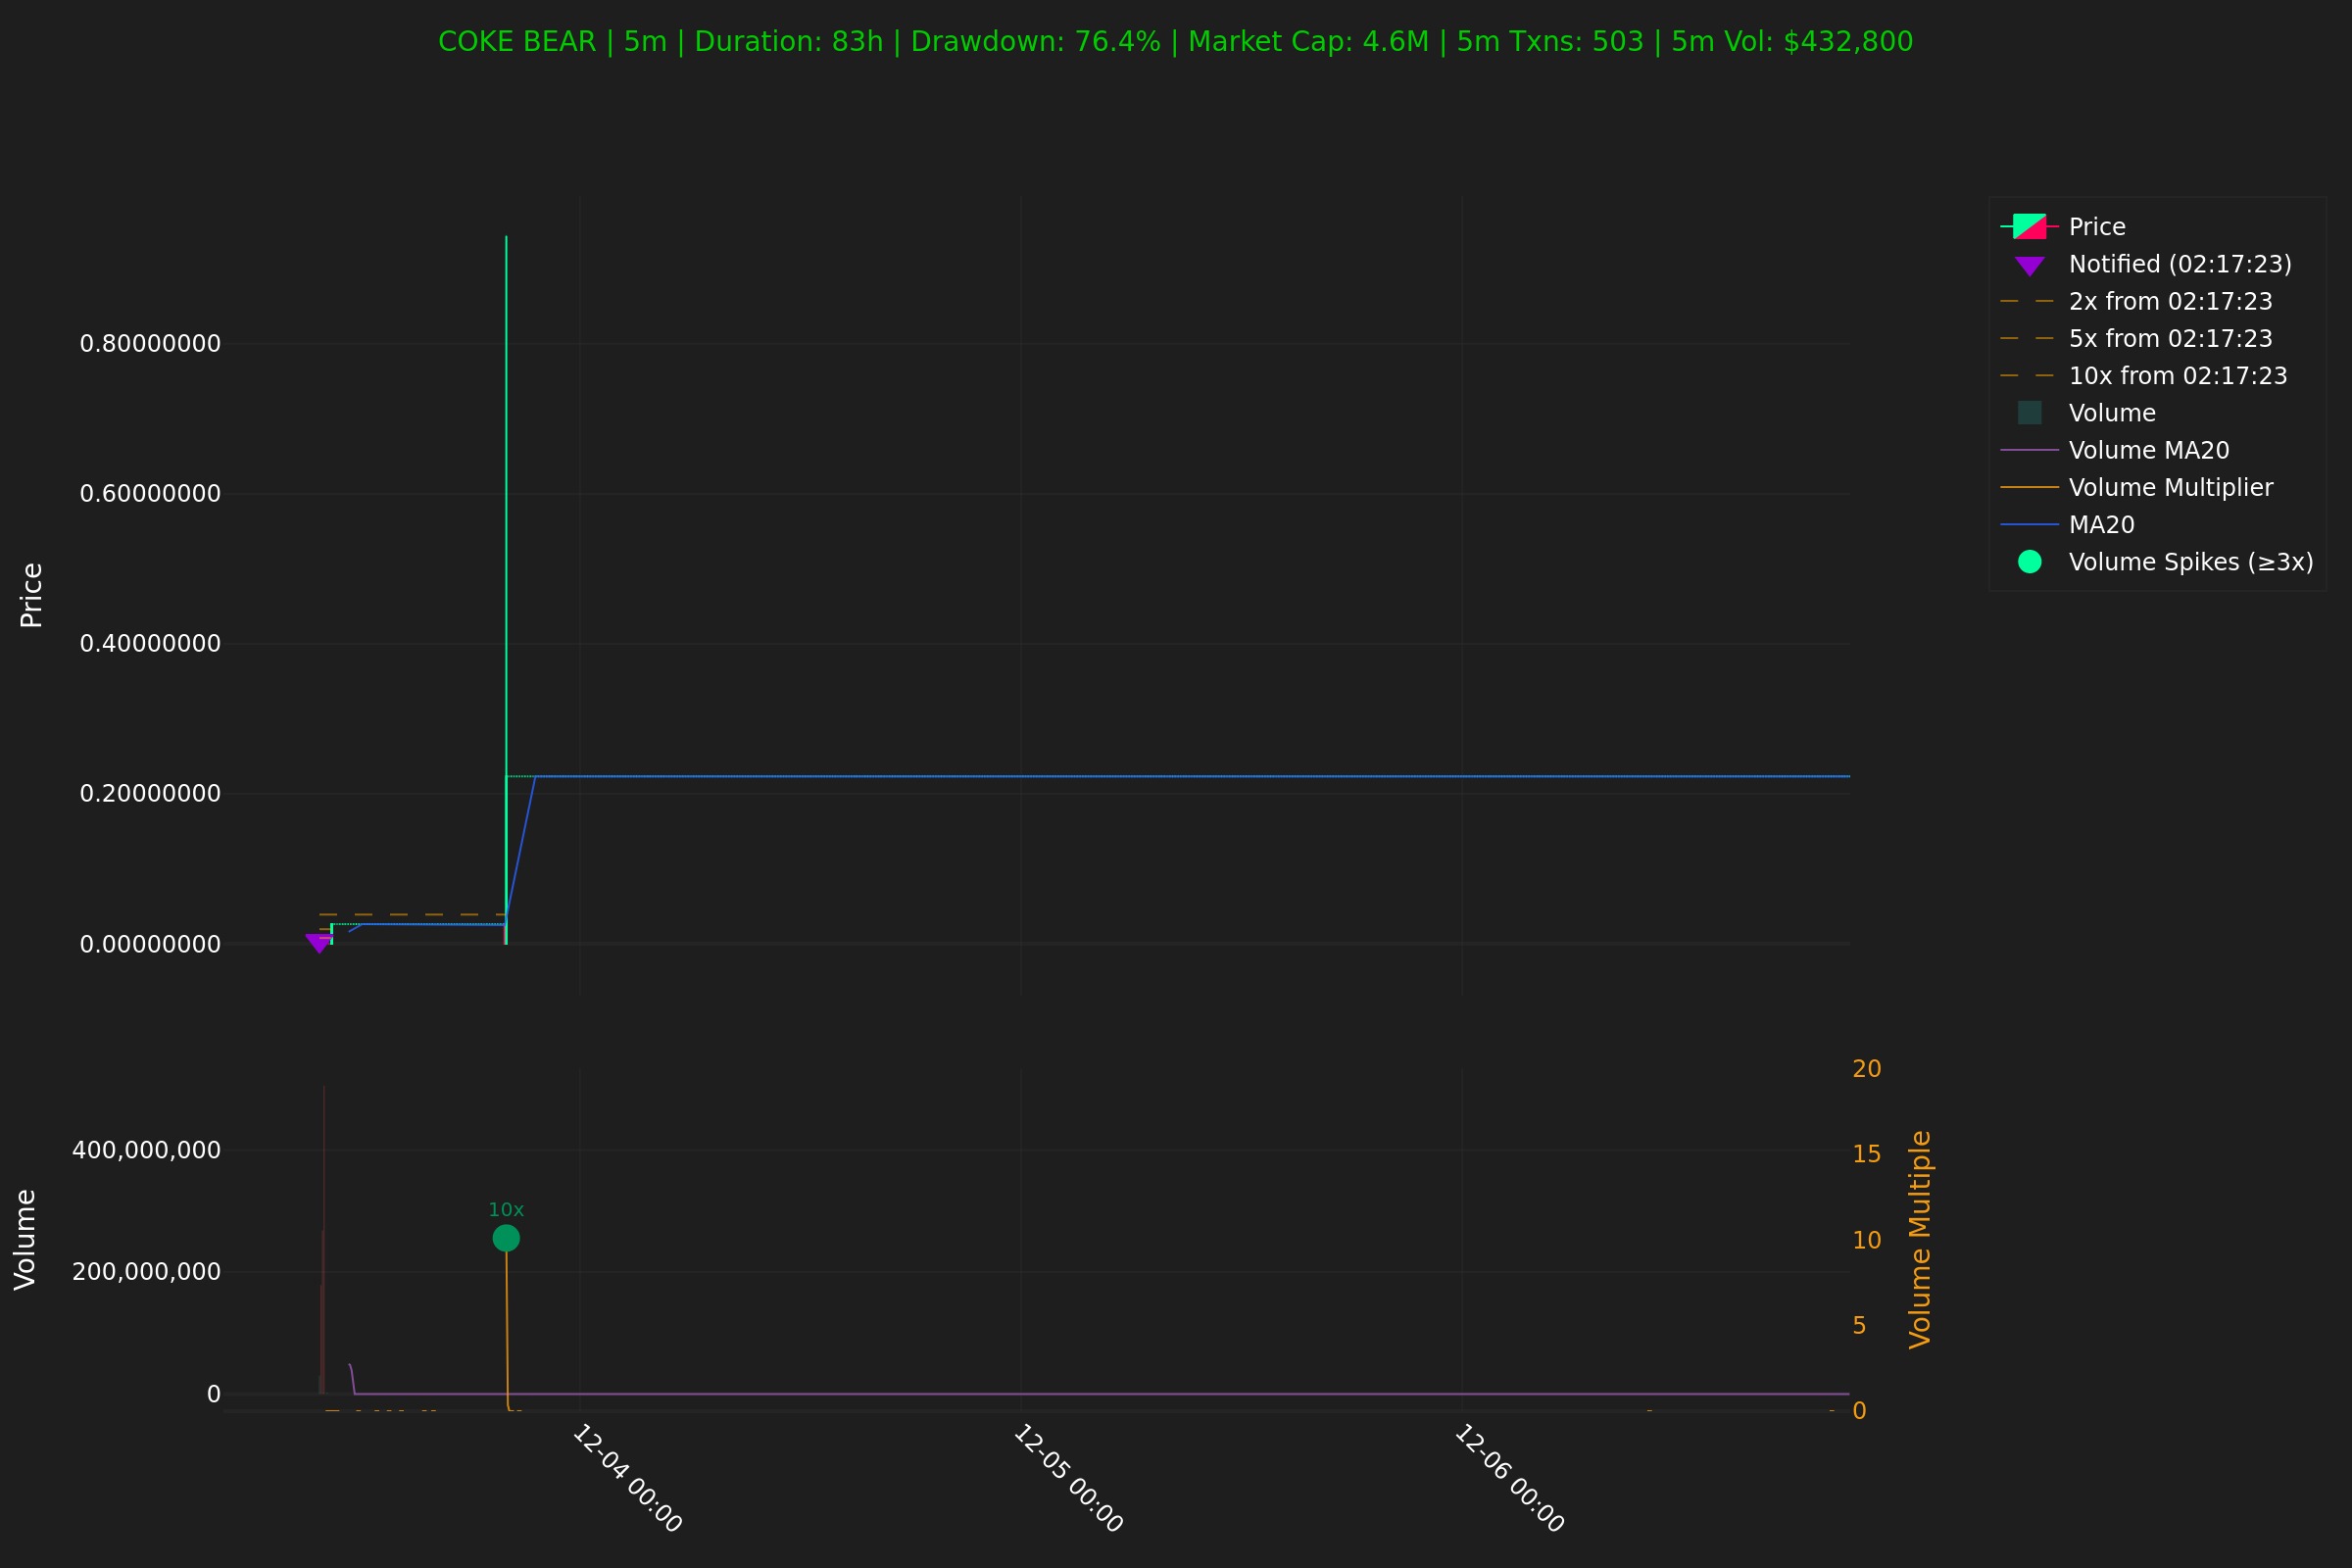 COKE BEAR | 5m | Duration: 83h | Drawdown: 76.4% | Market Cap: 4.6M | 5m Txns: 503 | 5m Vol: $432,800
Price
0.80000000
0.60000000
0.40000000
0.20000000
0.00000000
Price
Notified (02:17:23)
2x from 02:17:23
5x from 02:17:23
10x from 02:17:23
Volume
Volume MA20
Volume Multiplier
MA20
Volume Spikes (≥3x)
Volume
400,000,000
200,000,000
0
10x
20
15
10
5
0
Volume Multiple
12-04 00:00
12-05 00:00
12-06 00:00